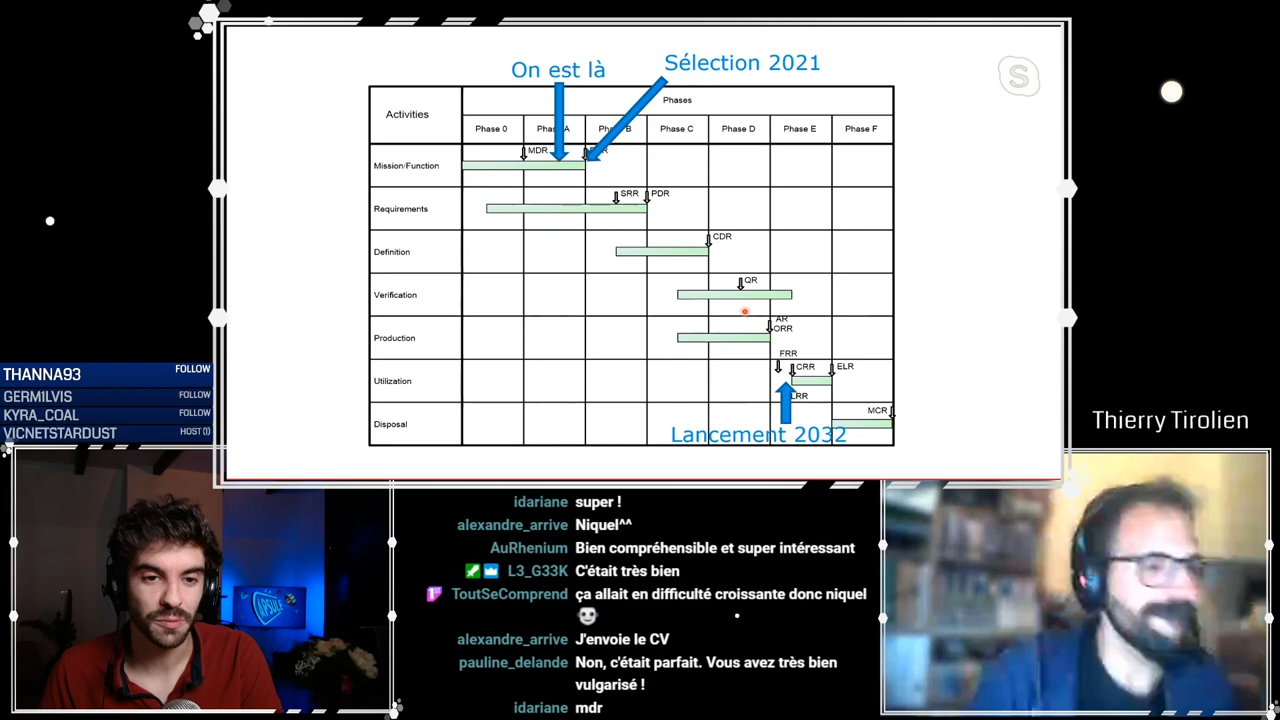 On est là
Sélection 2021
S
Activities
Phases
Phase 0
Phase C
Phase D
Phase E
Phase F
Mission/Function
MDR
Requirements
SRR
PDR
Definition
CDR
Verification
QR
Production
AR
ORR
Utilization
FRR
CRR
ELR
LRR
Disposal
MCR
Lancement 2032
THANNA93 FOLLOW
GERM1LVIS FOLLOW
KYRA_COAL FOLLOW
VICNETSTARDUST HOST (1)
Thierry Tirolien
CAPSULE
idariane super !
alexandre_arrive Niquel^^
AuRhenium Bien compréhensible et super intéressant
L3_G33K C'était très bien
ToutSeComprend ça allait en difficulté croissante donc niquel
alexandre_arrive J'envoie le CV
pauline_delande Non, c'était parfait. Vous avez très bien
vulgarisé !
idariane mdr